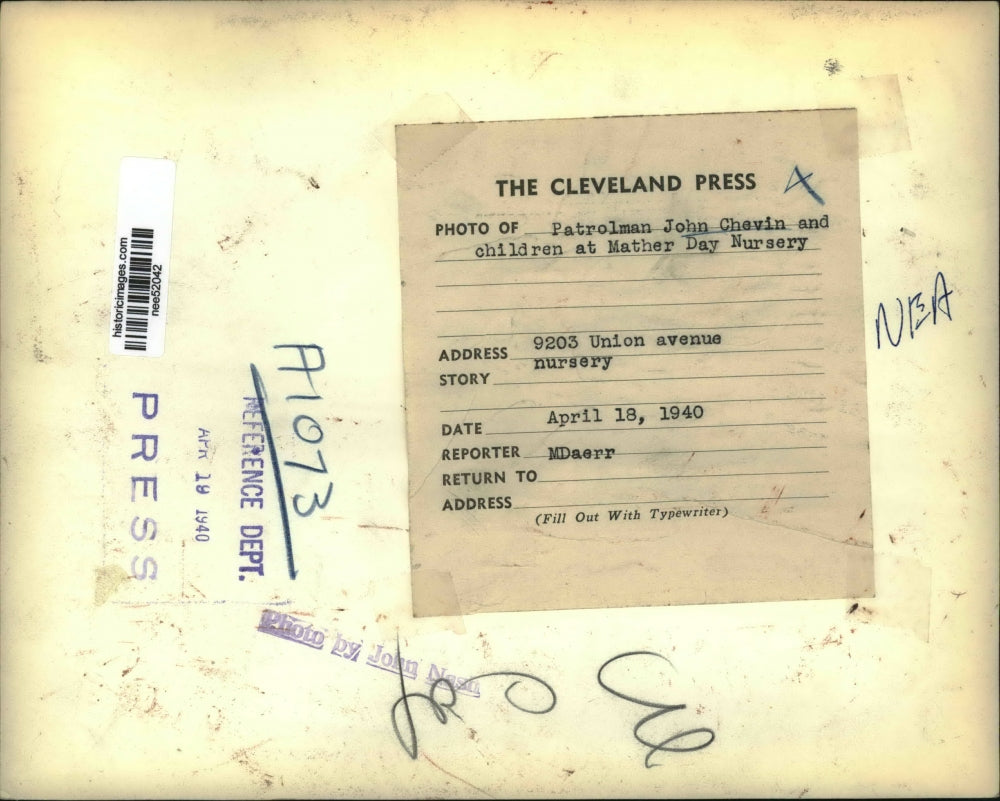 THE CLEVELAND PRESS
PHOTO OF Patrolman John Chevin and
children at Mather Day Nursery
ADDRESS 9203 Union avenue
STORY nursery
DATE April 18, 1940
REPORTER MDaerr
RETURN TO
ADDRESS
(Fill Out With Typewriter)
4
NEA
historicimages.com
nee52042
A1073
REFERENCE DEPT.
APR 19 1940
PRESS
Photo by John Nash